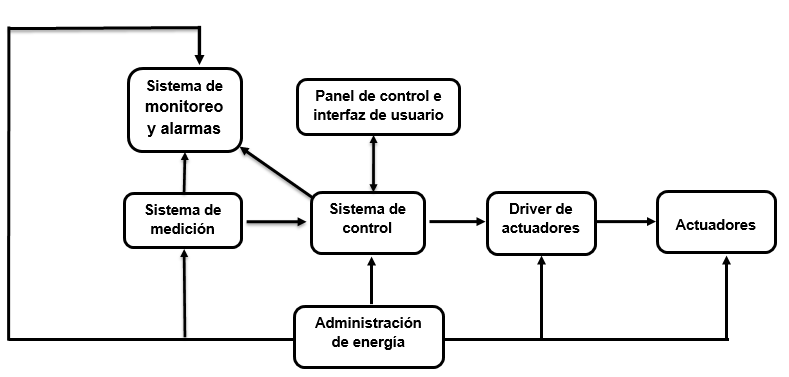 Sistema de
monitoreo
y alarmas
Panel de control e
interfaz de usuario
Sistema de
medición
Sistema de
control
Driver de
actuadores
Actuadores
Administración
de energía